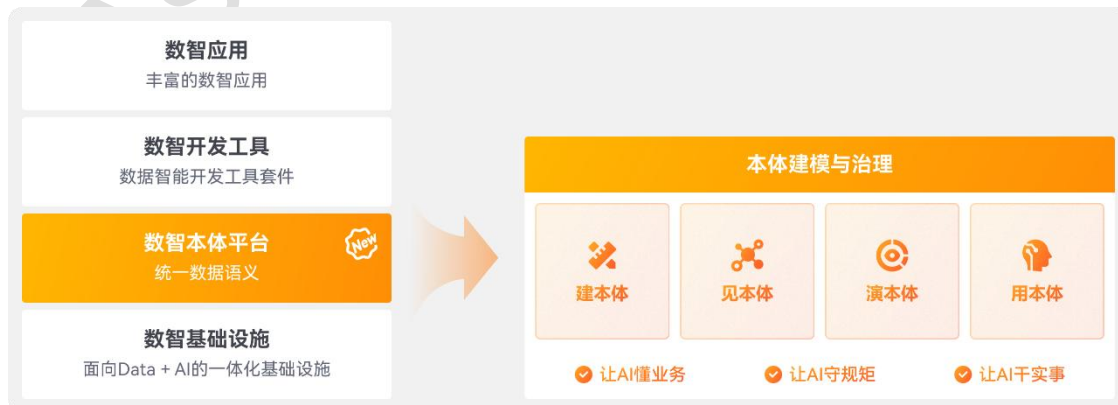 数智应用
丰富的数智应用
数智开发工具
数据智能开发工具套件
数智本体平台
New
统一数据语义
数智基础设施
面向Data + AI的一体化基础设施
本体建模与治理
建本体
见本体
演本体
用本体
让AI懂业务
让AI守规矩
让AI干实事